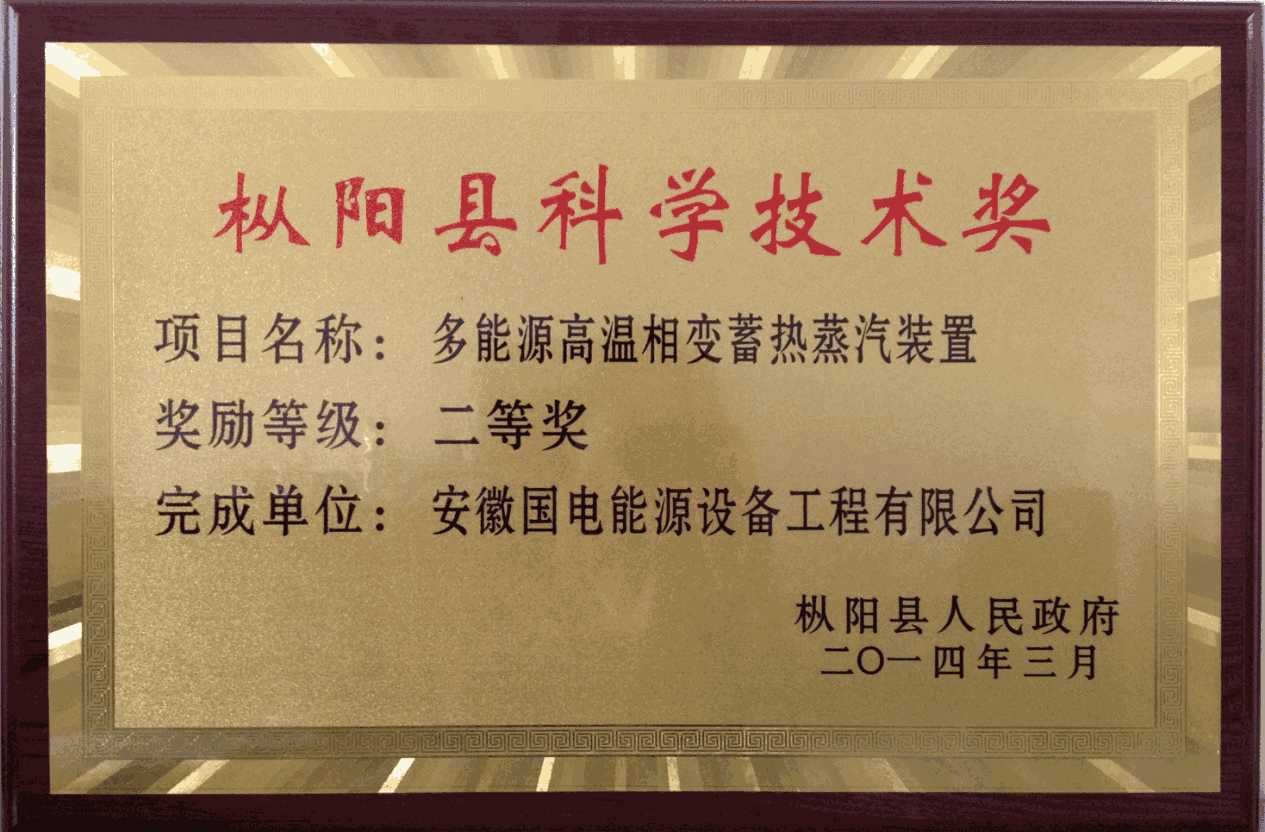 枞阳县科学技术奖
项目名称：多能源高温相变蓄热蒸汽装置
奖励等级：二等奖
完成单位：安徽国电能源设备工程有限公司
枞阳县人民政府
二〇一四年三月